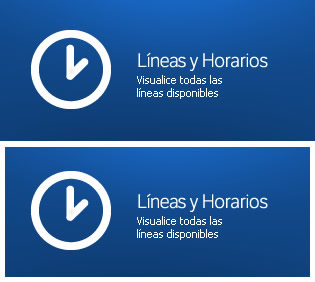 Líneas y Horarios
Visualice todas las
líneas disponibles
Líneas y Horarios
Visualice todas las
líneas disponibles